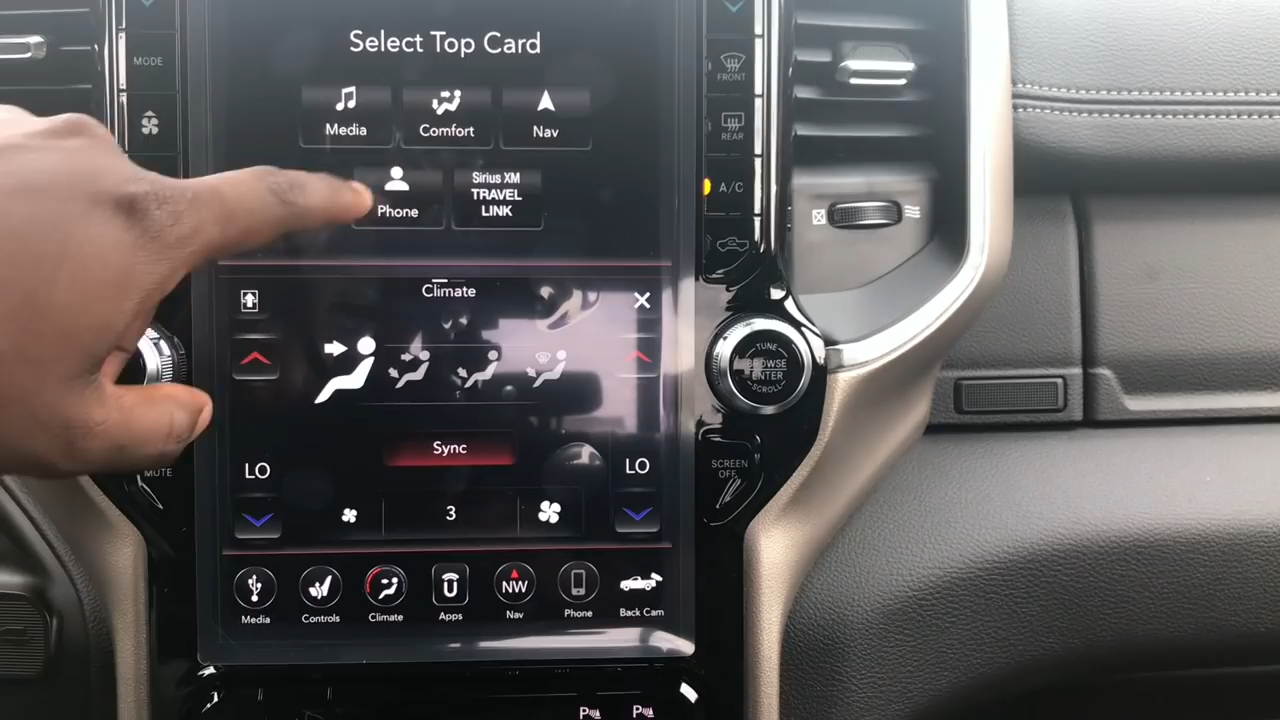 Select Top Card
MODE
FRONT
Media
Comfort
Nav
REAR
Phone
Sirius XM
TRAVEL
LINK
A/C
Climate
TUNE
BROWSE
ENTER
SCROLL
Sync
LO
LO
MUTE
SCREEN
OFF
3
NW
Media
Controls
Climate
Apps
Nav
Phone
Back Cam